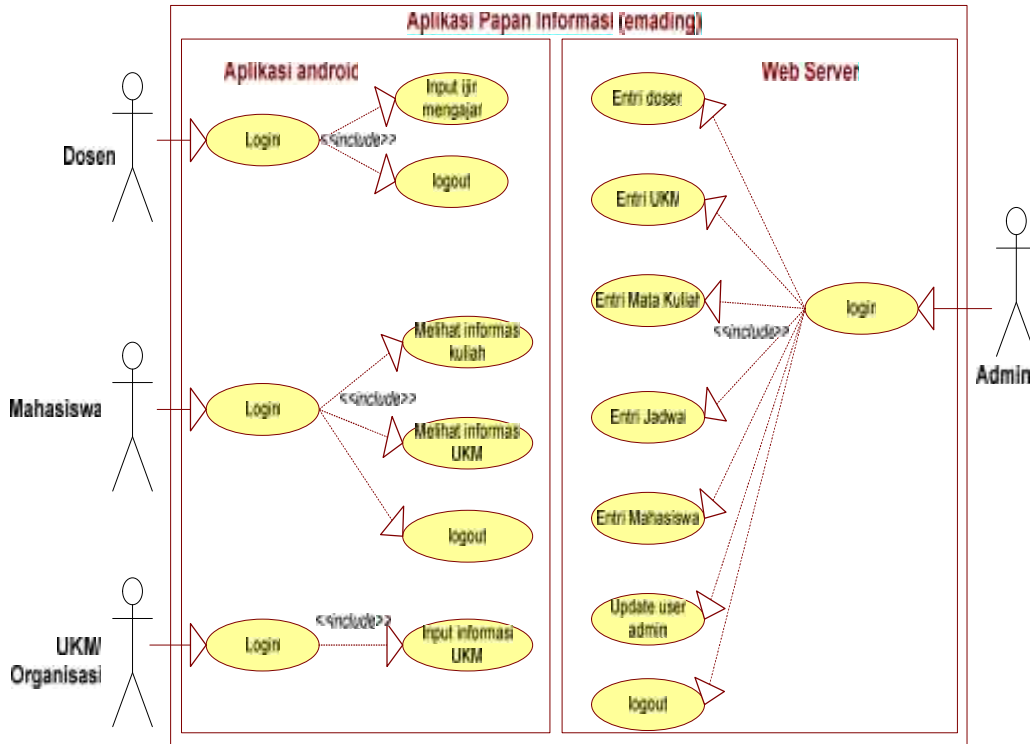 Aplikasi Papan Informasi (emading)
Aplikasi android
Web Server
Dosen
Login
<<include>>
Input ijin
mengajar
logout
Mahasiswa
Login
<<include>>
Melihat informasi
kuliah
Melihat informasi
UKM
logout
UKM/
Organisasi
Login
<<include>>
Input informasi
UKM
Entri dosen
Entri UKM
Entri Mata Kuliah
<<include>>
Entri Jadwal
Entri Mahasiswa
Update user
admin
logout
login
Admin